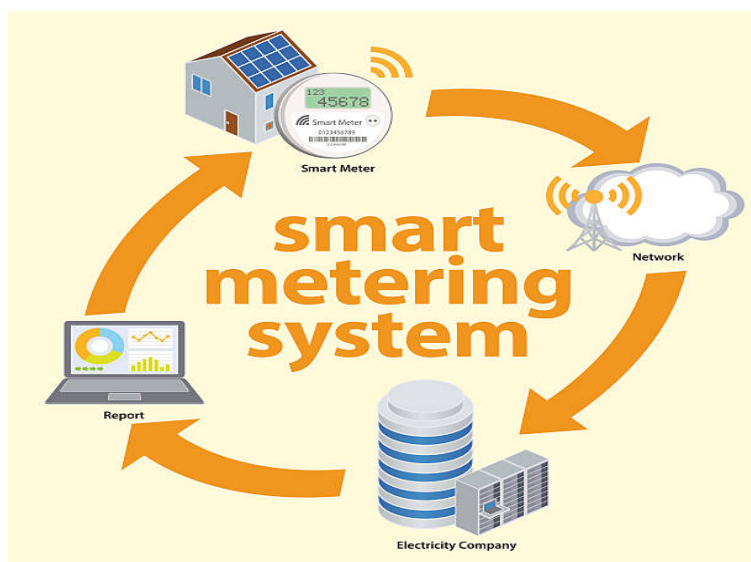 123
45678
Smart Meter
0123456789
Smart Meter
Network
smart
metering
system
Report
Electricity Company